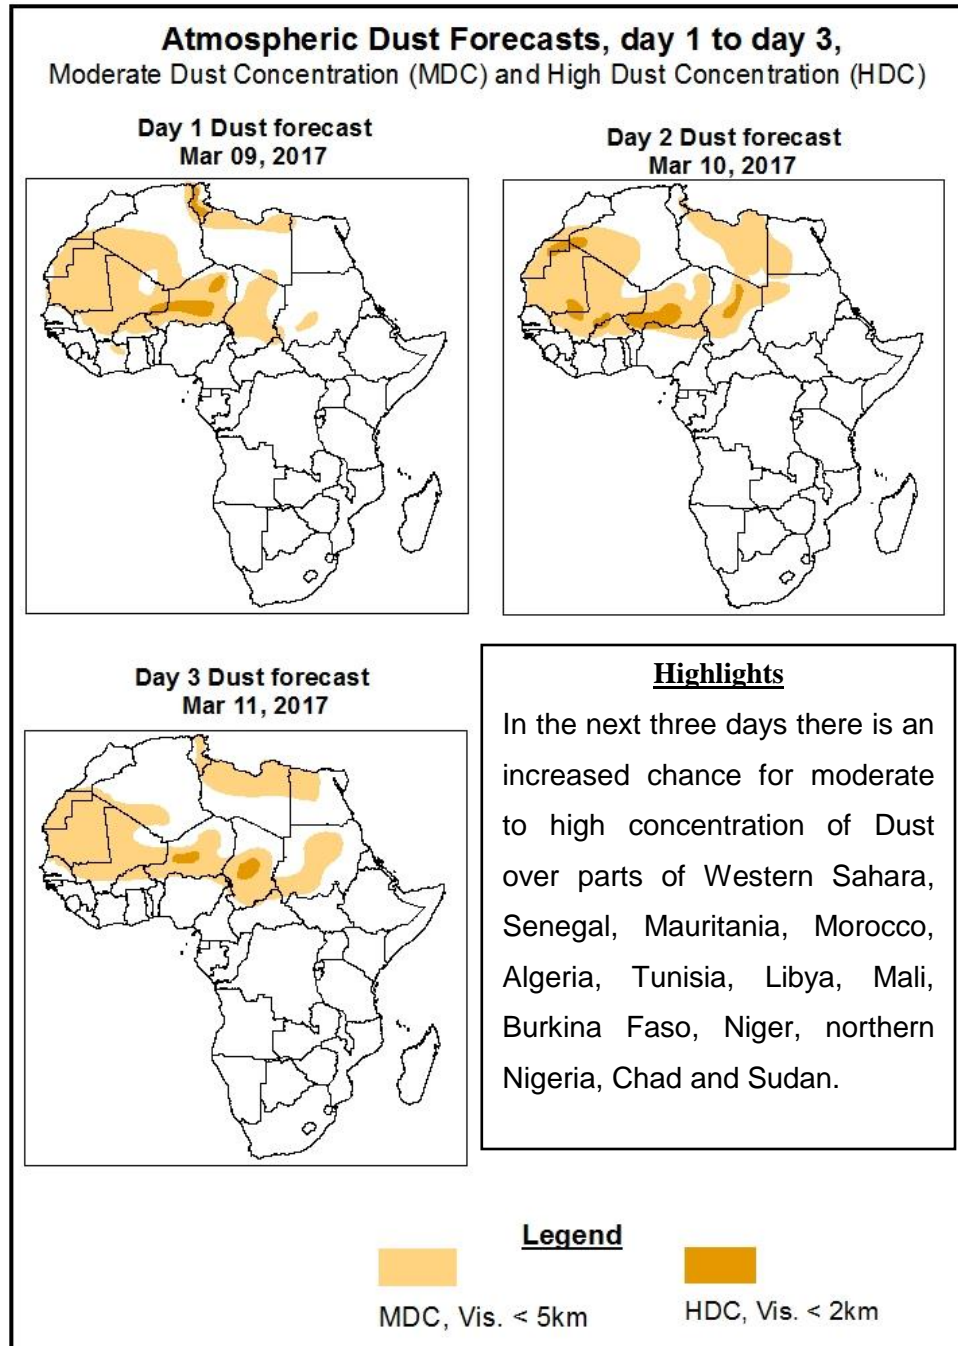 Atmospheric Dust Forecasts, day 1 to day 3,
Moderate Dust Concentration (MDC) and High Dust Concentration (HDC)
Day 1 Dust forecast
Mar 09, 2017
Day 2 Dust forecast
Mar 10, 2017
Day 3 Dust forecast
Mar 11, 2017
Highlights
In the next three days there is an
increased chance for moderate
to high concentration of Dust
over parts of Western Sahara,
Senegal, Mauritania, Morocco,
Algeria, Tunisia, Libya, Mali,
Burkina Faso, Niger, northern
Nigeria, Chad and Sudan.
Legend
MDC, Vis. < 5km
HDC, Vis. < 2km